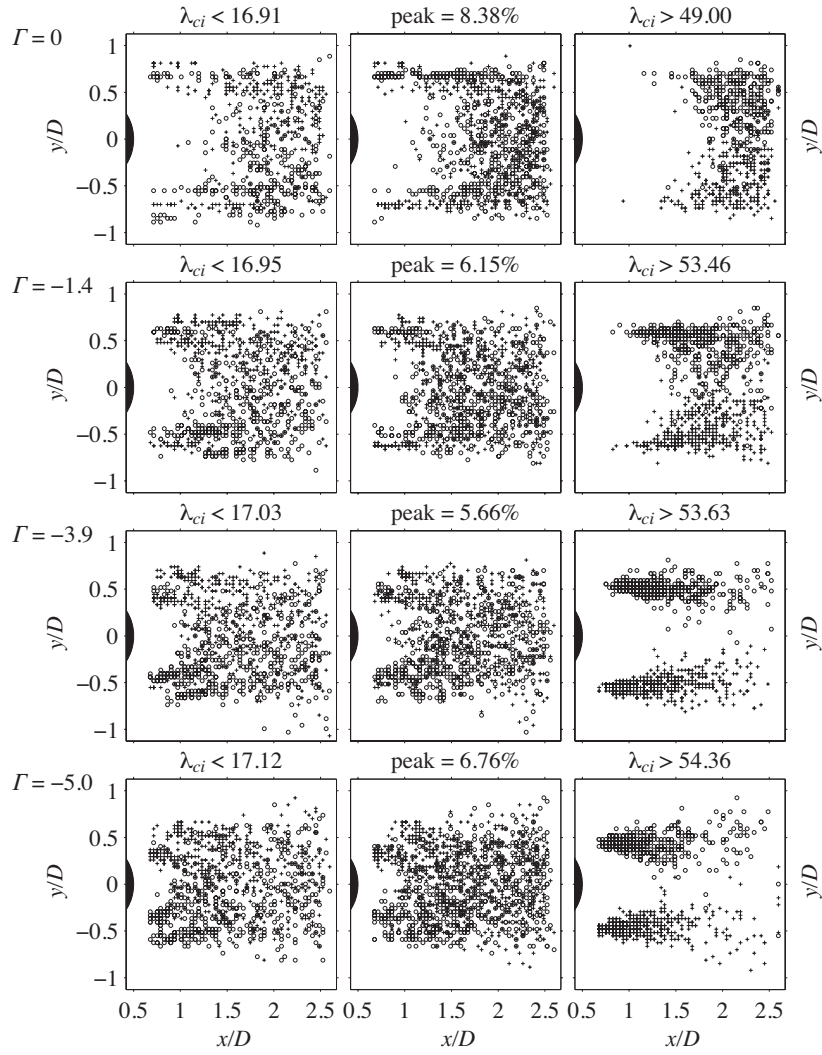 λci < 16.91 peak = 8.38% λci > 49.00
Γ = 0
1
0.5
0
−0.5
−1
y/D
y/D
λci < 16.95 peak = 6.15% λci > 53.46
Γ = −1.4
1
0.5
0
−0.5
−1
y/D
y/D
λci < 17.03 peak = 5.66% λci > 53.63
Γ = −3.9
1
0.5
0
−0.5
−1
y/D
y/D
λci < 17.12 peak = 6.76% λci > 54.36
Γ = −5.0
1
0.5
0
−0.5
−1
y/D
y/D
0.5 1 1.5 2 2.5 0.5 1 1.5 2 2.5 0.5 1 1.5 2 2.5
x/D x/D x/D